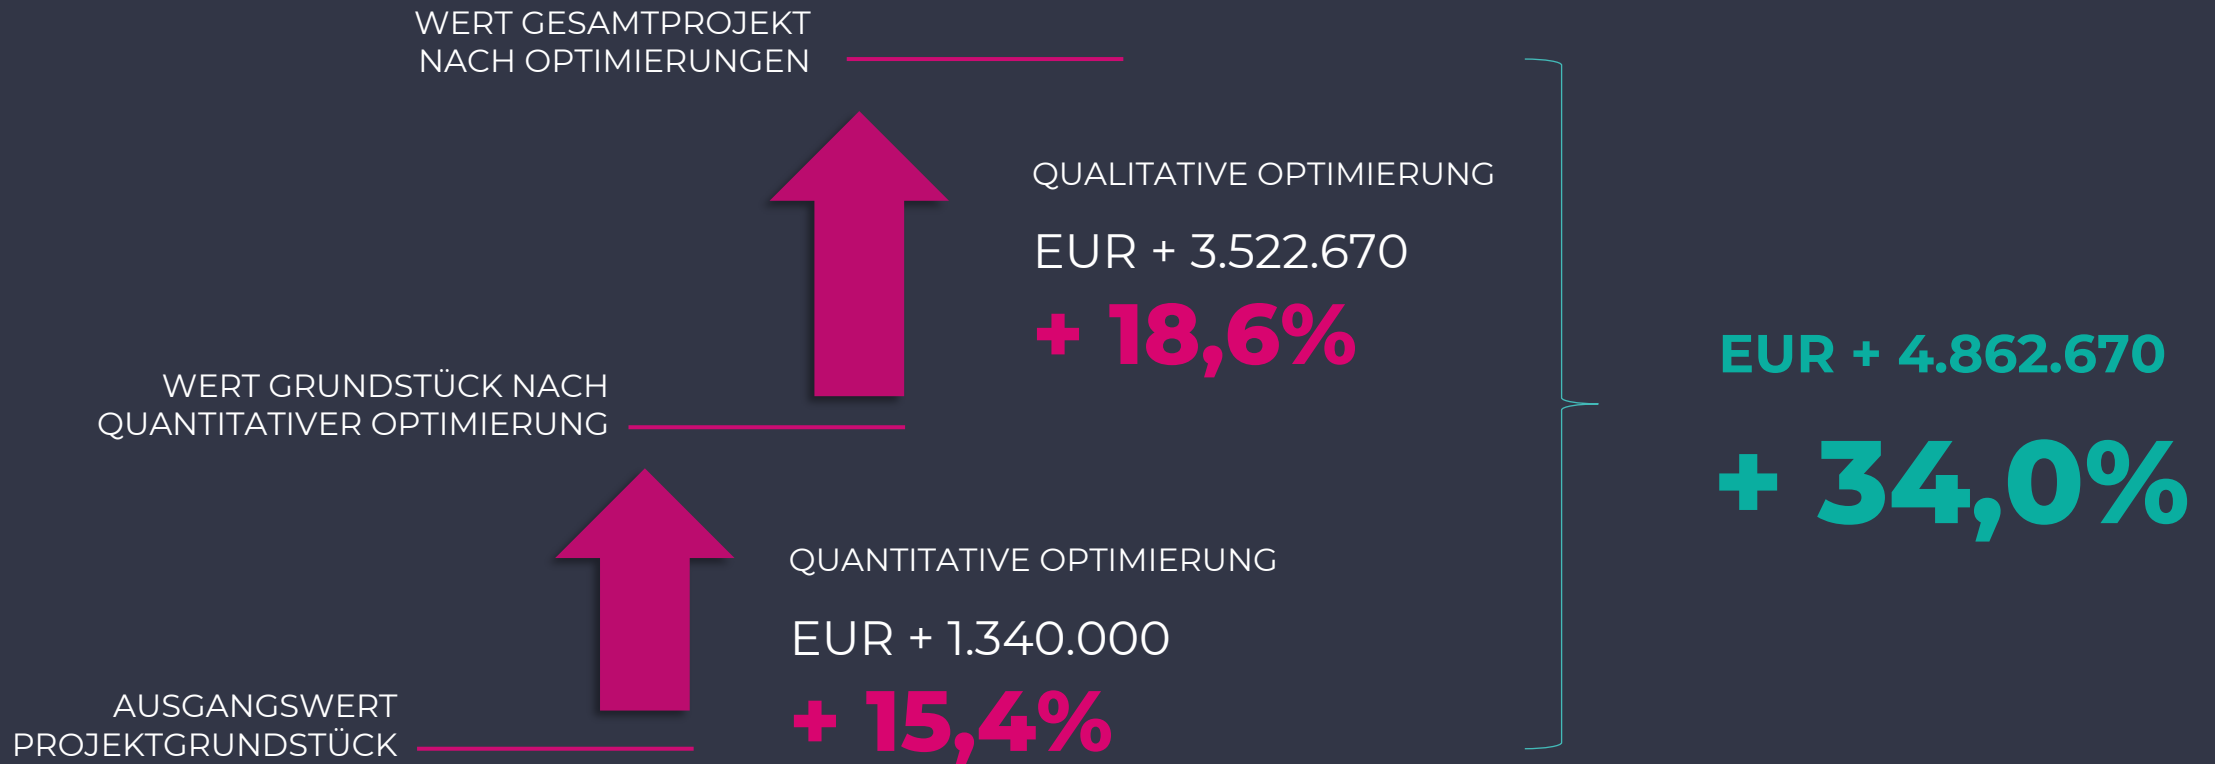 WERT GESAMTPROJEKT
NACH OPTIMIERUNGEN
QUALITATIVE OPTIMIERUNG
EUR + 3.522.670
+ 18,6%
EUR + 4.862.670
+ 34,0%
WERT GRUNDSTÜCK NACH
QUANTITATIVER OPTIMIERUNG
QUANTITATIVE OPTIMIERUNG
EUR + 1.340.000
+ 15,4%
AUSGANGSWERT
PROJEKTGRUNDSTÜCK